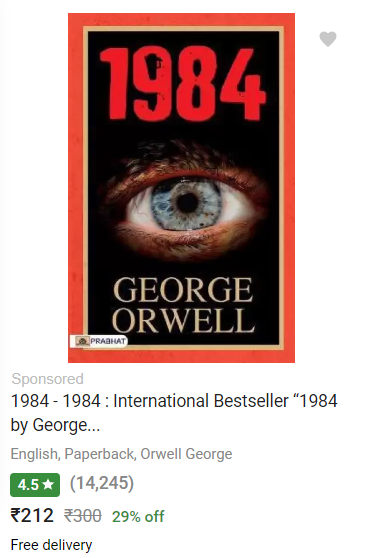 1984
GEORGE
ORWELL
PRABHAT
Sponsored
1984 - 1984 : International Bestseller “1984
by George...
English, Paperback, Orwell George
4.5★ (14,245)
₹212 ₹300 29% off
Free delivery